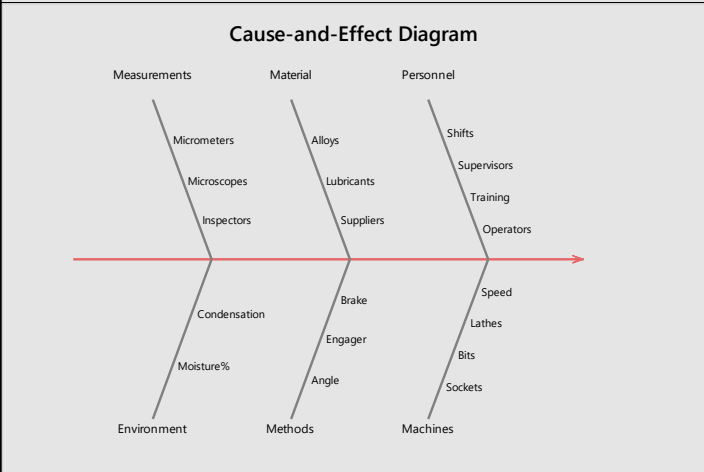 Cause-and-Effect Diagram
Measurements
Material
Personnel
Micrometers
Microscopes
Inspectors
Alloys
Lubricants
Suppliers
Shifts
Supervisors
Training
Operators
Condensation
Moisture%
Brake
Engager
Angle
Speed
Lathes
Bits
Sockets
Environment
Methods
Machines